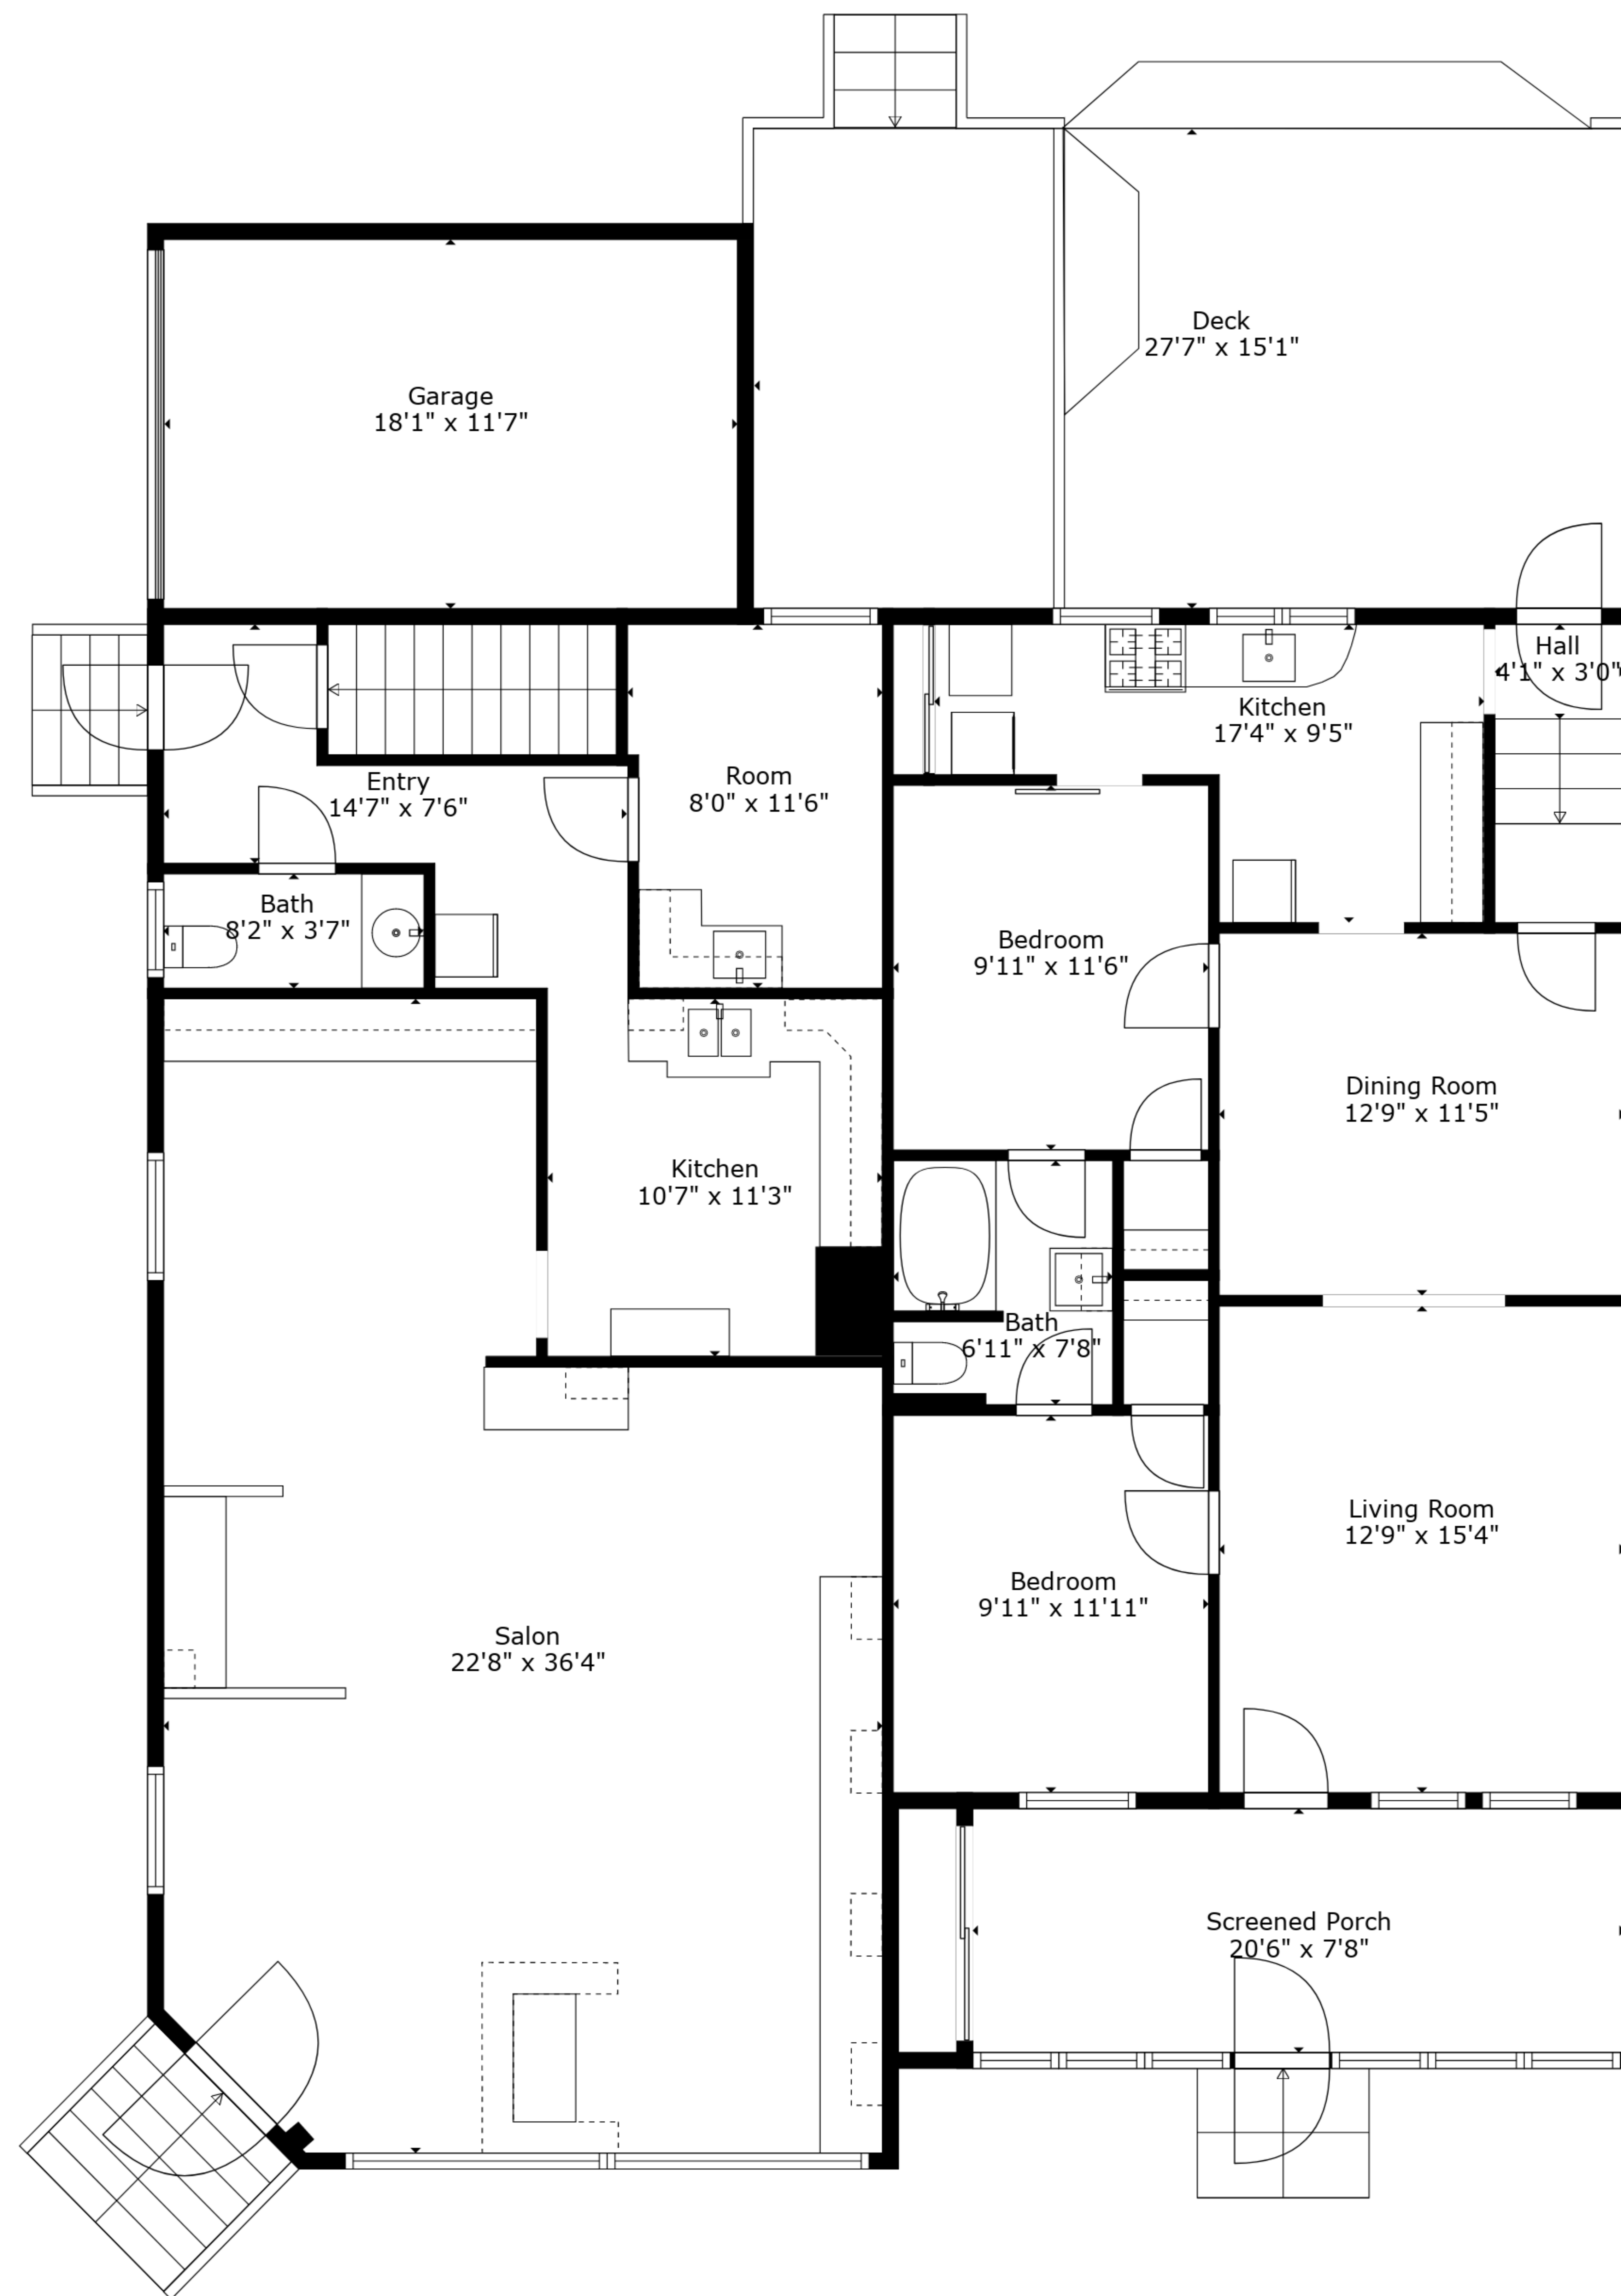 Deck
27'7" x 15'1"
Garage
18'1" x 11'7"
Hall
4'1" x 3'0"
Kitchen
17'4" x 9'5"
Entry
14'7" x 7'6"
Room
8'0" x 11'6"
Bath
8'2" x 3'7"
Bedroom
9'11" x 11'6"
Dining Room
12'9" x 11'5"
Kitchen
10'7" x 11'3"
Bath
6'11" x 7'8"
Living Room
12'9" x 15'4"
Bedroom
9'11" x 11'11"
Salon
22'8" x 36'4"
Screened Porch
20'6" x 7'8"